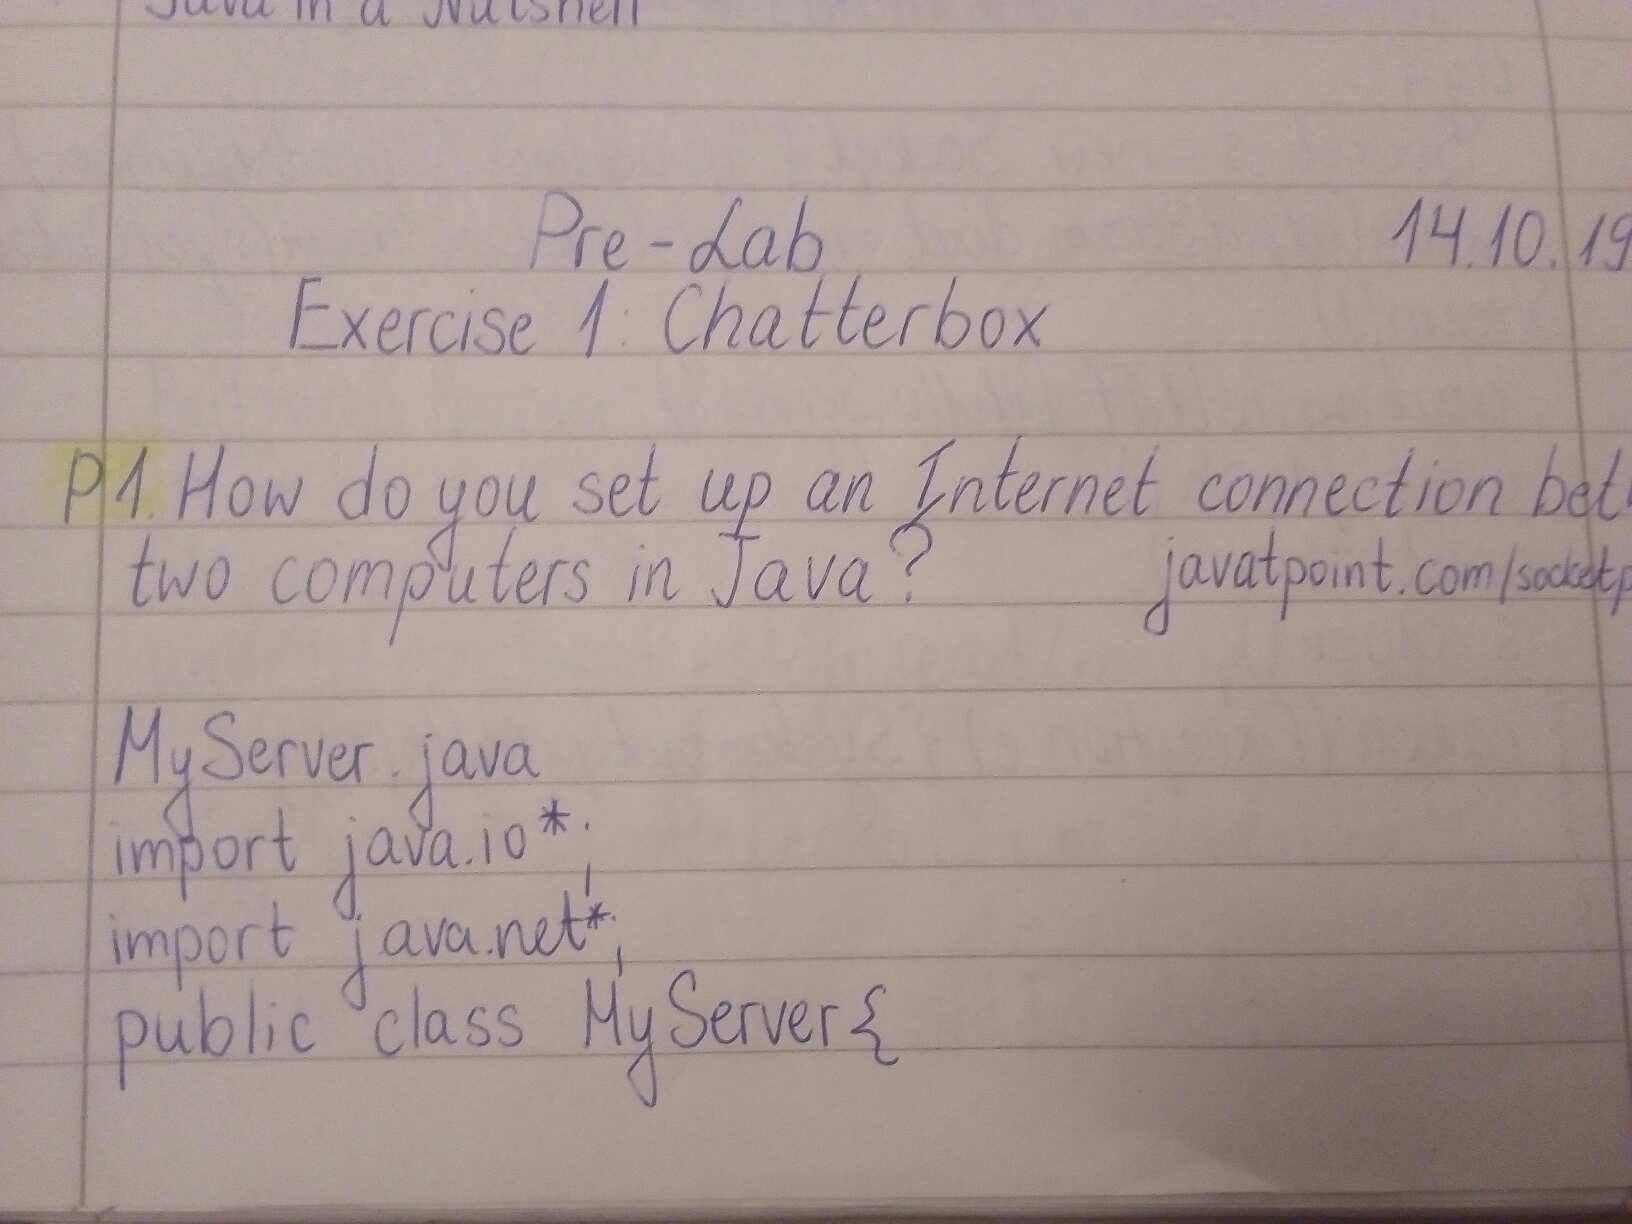 Java in a Nutshell
Pre-Lab 14.10.19
Exercise 1: Chatterbox
P1. How do you set up an Internet connection bet
two computers in Java? javatpoint.com/socketp
MyServer.java
import java.io*;
import java.net*;
public class MyServer{